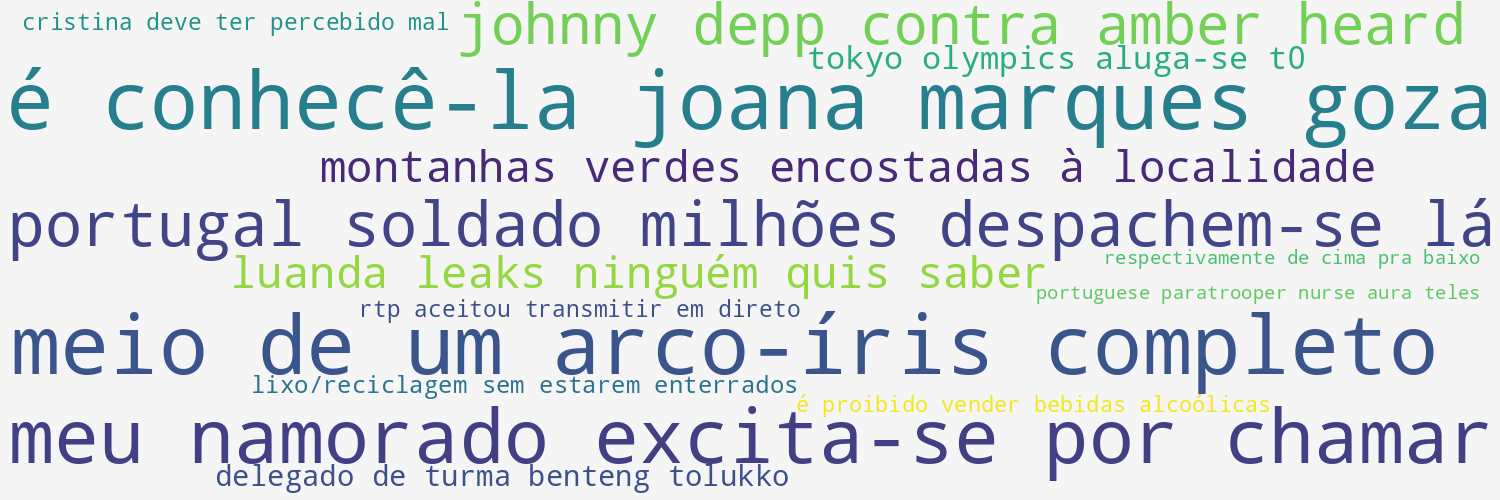 cristina deve ter percebido mal
johnny depp contra amber heard
tokyo olympics aluga-se t0
é conhecê-la joana marques goza
montanhas verdes encostadas à localidade
portugal soldado milhões despachem-se lá
respectivamente de cima pra baixo
luanda leaks ninguém quis saber
portuguese paratrooper nurse aura teles
rtp aceitou transmitir em direto
meio de um arco-íris completo
lixo/reciclagem sem estarem enterrados
é proibido vender bebidas alcoólicas
meu namorado excita-se por chamar
delegado de turma benteng tolukko